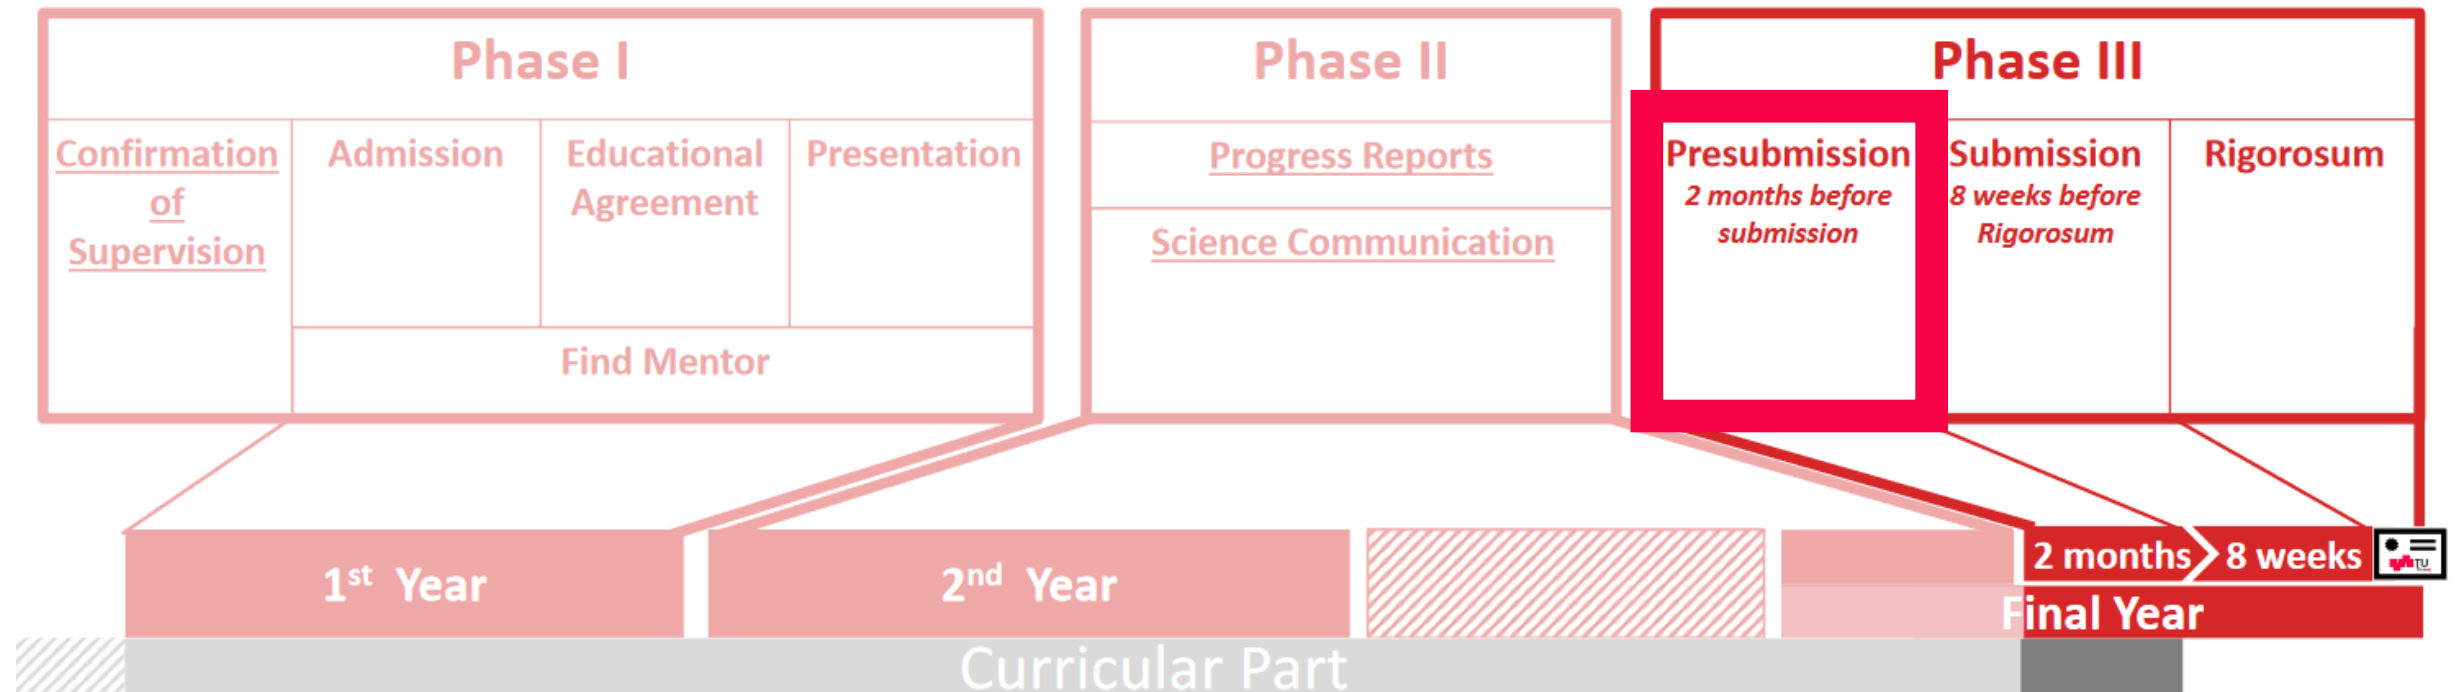 Phase I
Confirmation
of
Supervision
Admission
Educational
Agreement
Presentation
Find Mentor
Phase II
Progress Reports
Science Communication
Phase III
Presubmission
2 months before
submission
Submission
8 weeks before
Rigorosum
Rigorosum
1st Year
2nd Year
2 months
8 weeks
TU
Final Year
Curricular Part